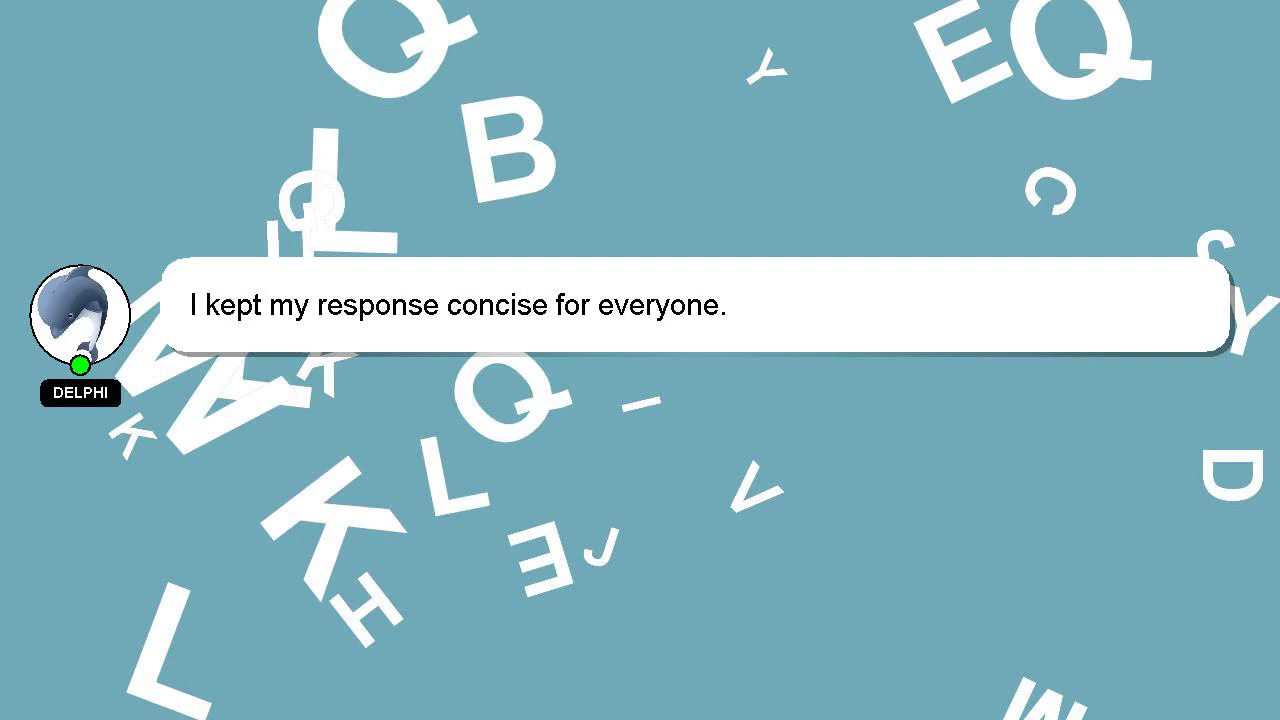 I kept my response concise for everyone.
DELPHI
Q
E
Q
Y
B
I
Q
C
L
S
Y
K
K
Q
I
L
V
D
K
E
J
H
L
M